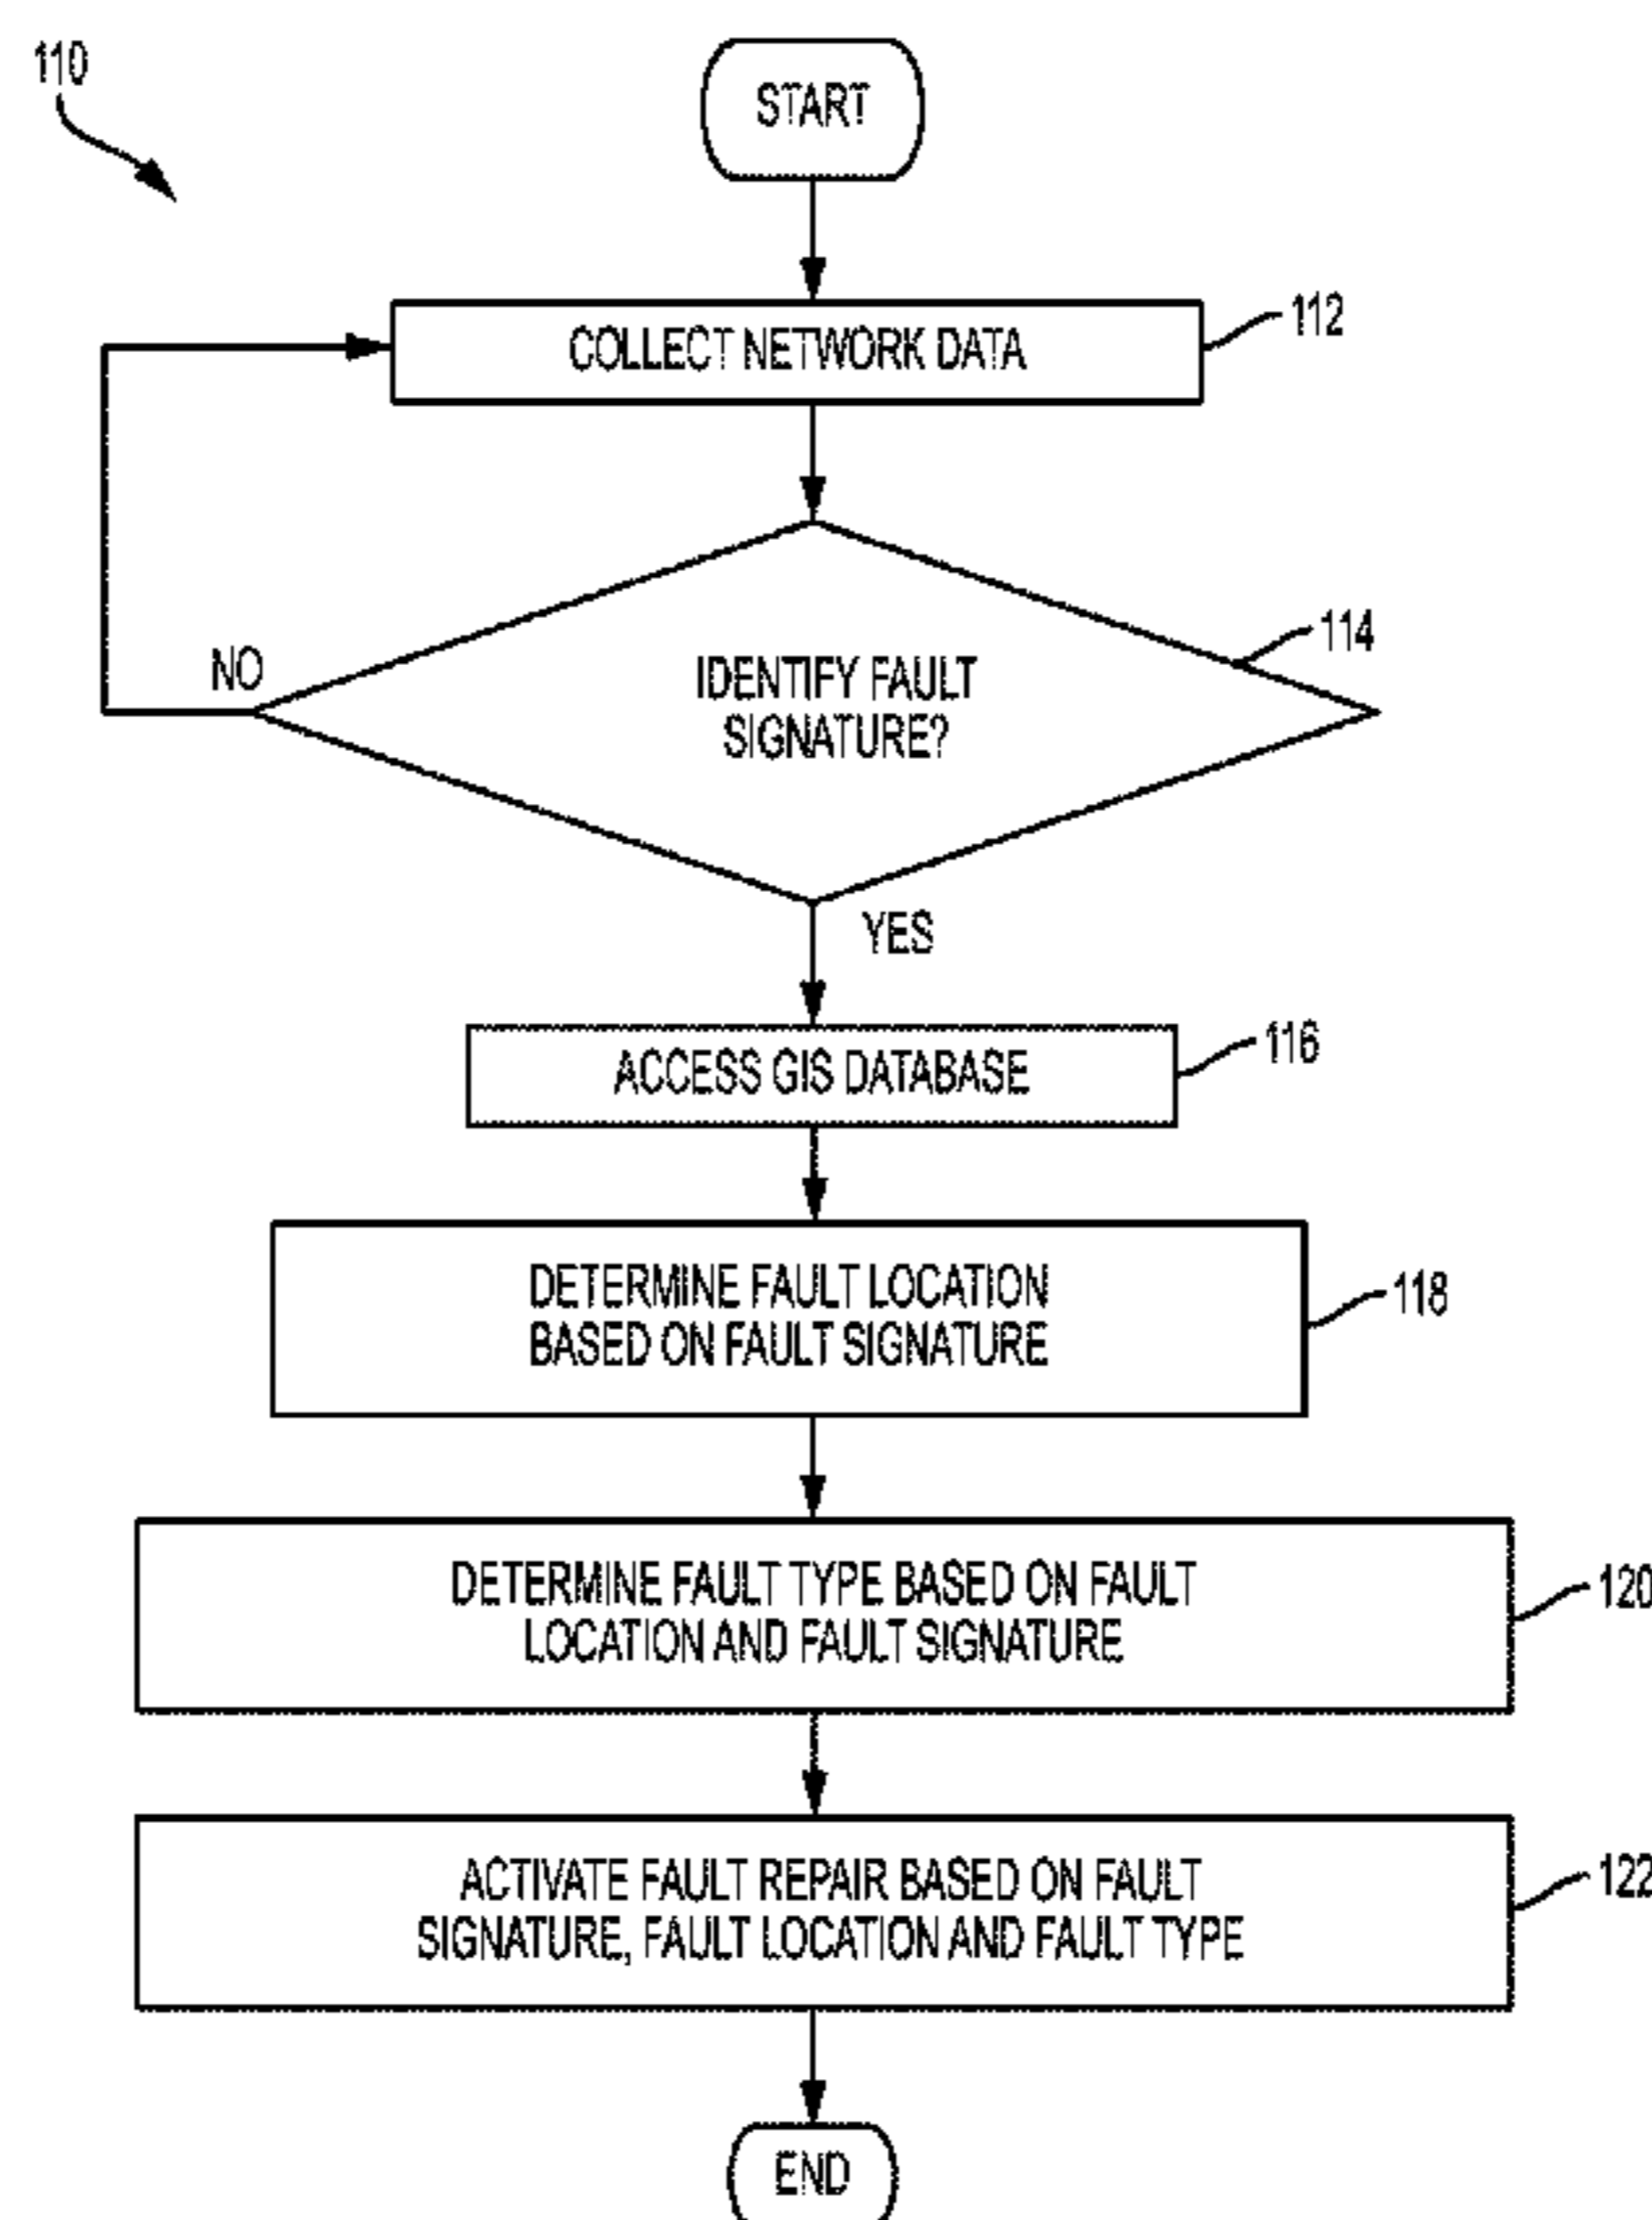 110
START
COLLECT NETWORK DATA
112
IDENTIFY FAULT
SIGNATURE?
114
NO
YES
ACCESS GIS DATABASE
116
DETERMINE FAULT LOCATION
BASED ON FAULT SIGNATURE
118
DETERMINE FAULT TYPE BASED ON FAULT
LOCATION AND FAULT SIGNATURE
120
ACTIVATE FAULT REPAIR BASED ON FAULT
SIGNATURE, FAULT LOCATION AND FAULT TYPE
122
END